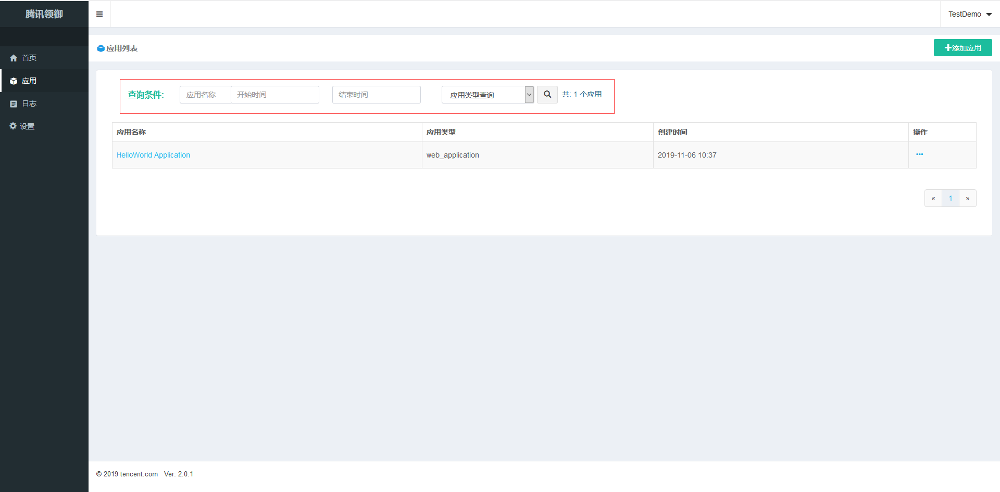 腾讯领御
TestDemo
首页
应用
日志
设置
应用列表
添加应用
查询条件: 应用名称 开始时间 结束时间 应用类型查询 共: 1 个应用
应用名称 应用类型 创建时间 操作
HelloWorld Application web_application 2019-11-06 10:37
« 1 »
© 2019 tencent.com Ver: 2.0.1